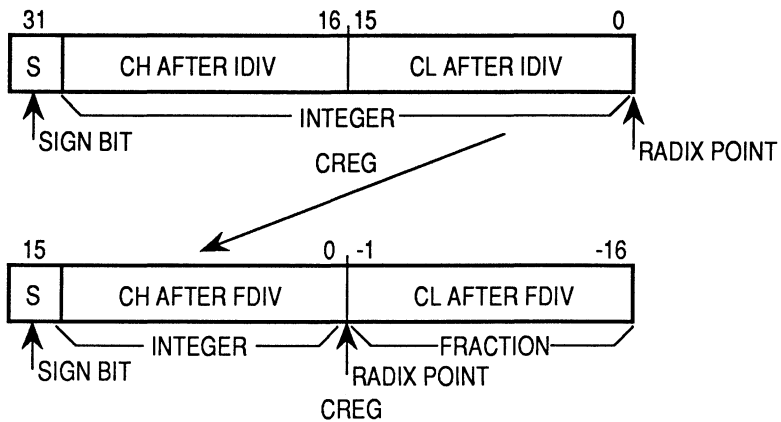 31 16 15 0
S CH AFTER IDIV CL AFTER IDIV
INTEGER
SIGN BIT RADIX POINT
CREG
15 0 -1 -16
S CH AFTER FDIV CL AFTER FDIV
INTEGER FRACTION
SIGN BIT RADIX POINT
CREG